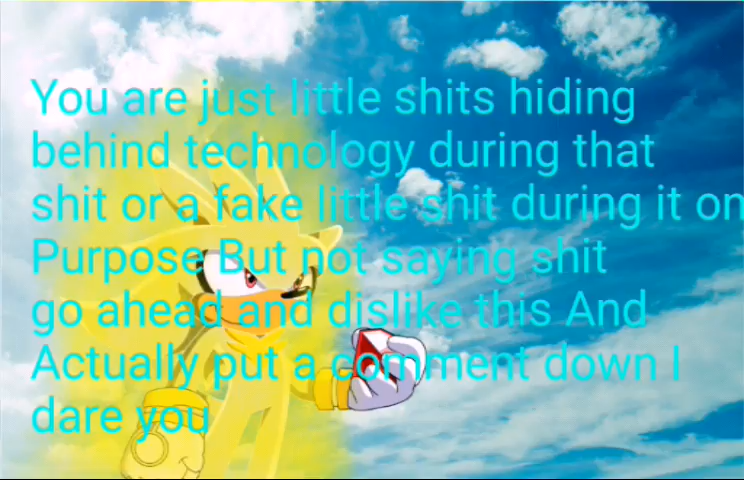 You are just little shits hiding
behind technology during that
shit or a fake little shit during it on
Purpose But not saying shit
go ahead and dislike this And
Actually put a comment down I
dare you